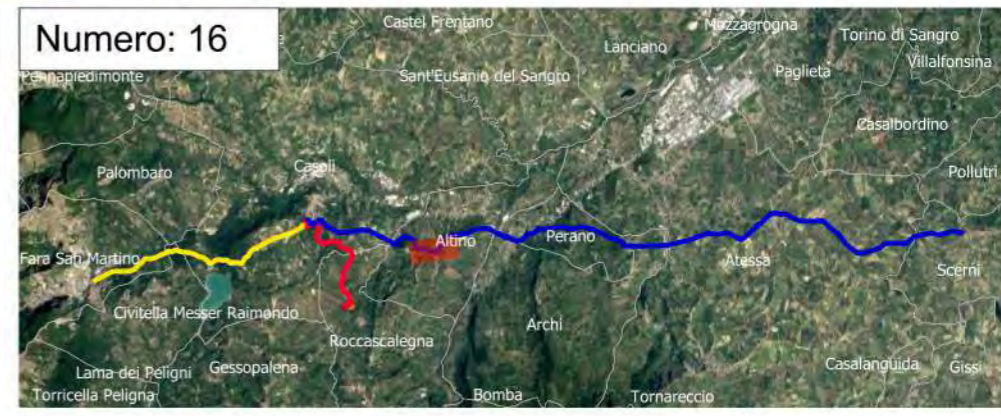 Numero: 16
Castel Frentano
Mozzagrogna
Lanciano
Torino di Sangro
Villalfonsina
Pennapiedimonte
Sant'Eusanio del Sangro
Paglieta
Casalbordino
Palombaro
Casoli
Pollutri
Fara San Martino
Altino
Perano
Atessa
Scerni
Civitella Messer Raimondo
Archi
Roccascalegna
Lama dei Peligni
Gessopalena
Casalanguida
Gissi
Torricella Peligna
Bomba
Tornareccio